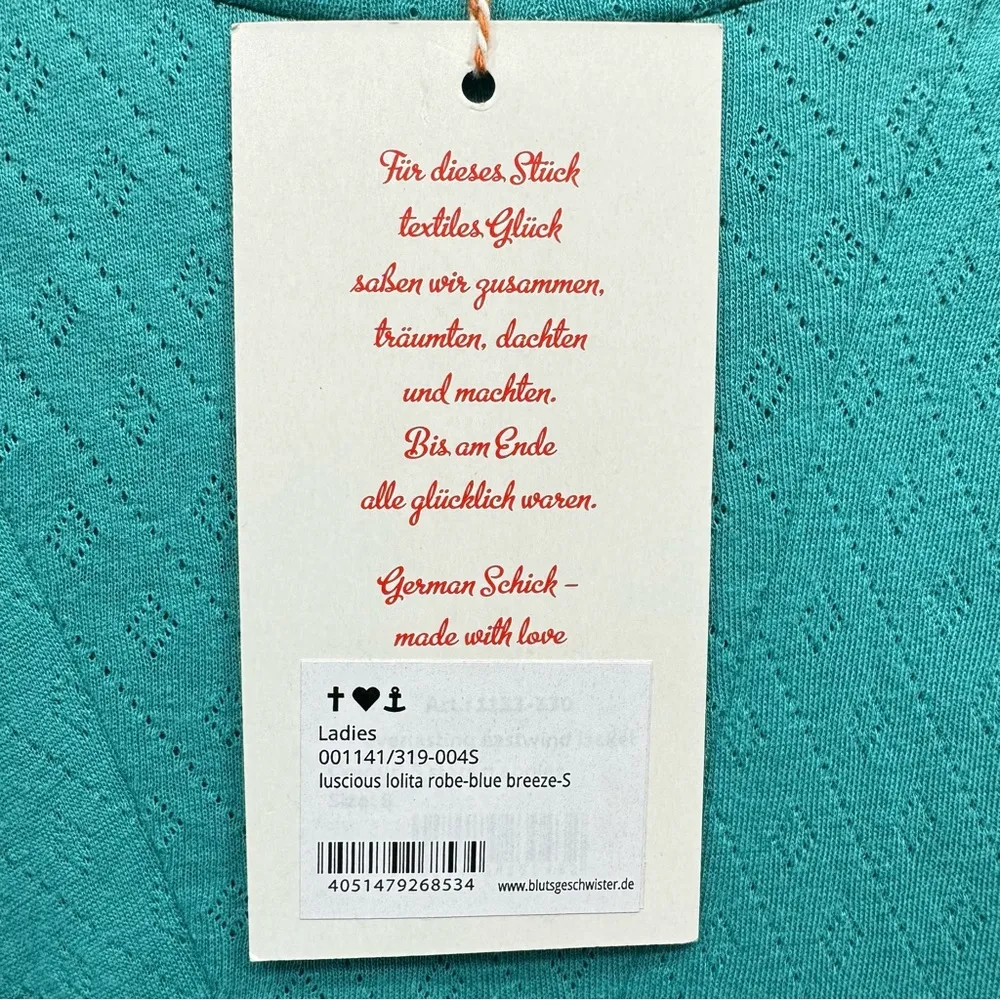 Für dieses Stück
textiles Glück
saßen wir zusammen,
träumten, dachten
und machten.
Bis am Ende
alle glücklich waren.
German Schick –
made with love
Ladies
001141/319-004S
luscious lolita robe-blue breeze-S
4051479268534
www.blutsgeschwister.de